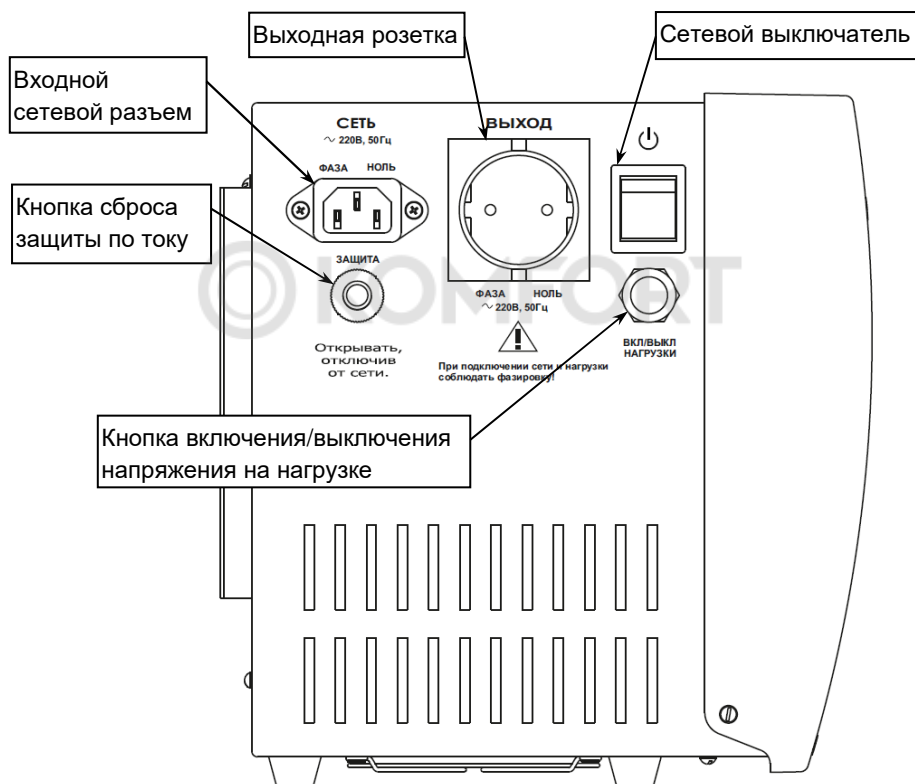 Выходная розетка
Сетевой выключатель
Входной
сетевой разъем
СЕТЬ
~ 220В, 50Гц
ВЫХОД
ФАЗА НОЛЬ
Кнопка сброса
защиты по току
ЗАЩИТА
KOMFORT
ФАЗА НОЛЬ
~ 220В, 50Гц
ВКЛ/ВЫКЛ
НАГРУЗКИ
Открывать,
отключив
от сети.
При подключении сети и нагрузки
соблюдать фазировку!
Кнопка включения/выключения
напряжения на нагрузке